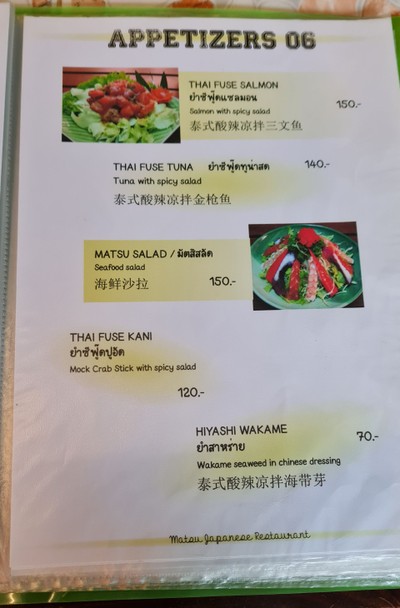 APPETIZERS 06
THAI FUSE SALMON
ยำซีฟู๊ดแซลมอน
150.-
Salmon with spicy salad
泰式酸辣凉拌三文鱼
THAI FUSE TUNA ยำซีฟู๊ดทูน่าสด 140.-
Tuna with spicy salad
泰式酸辣凉拌金枪鱼
MATSU SALAD / มัตสึสลัด
Seafood salad
海鲜沙拉 150.-
THAI FUSE KANI
ยำซีฟู๊ดปูอัด
Mock Crab Stick with spicy salad
120.-
HIYASHI WAKAME 70.-
ยำสาหร่าย
Wakame seaweed in chinese dressing
泰式酸辣凉拌海带芽
Matsu Japanese Restaurant